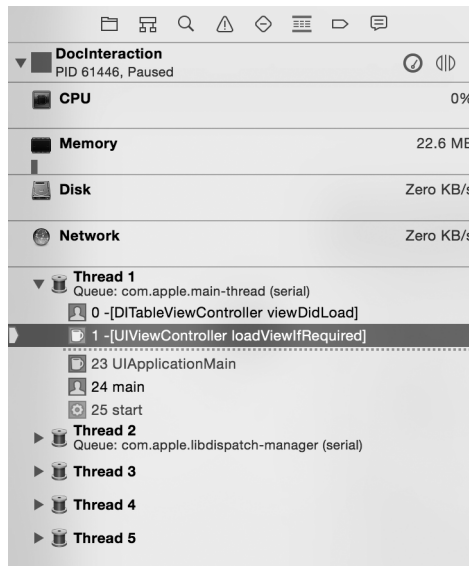 DocInteraction
PID 61446, Paused
CPU 0%
Memory 22.6 MB
Disk Zero KB/s
Network Zero KB/s
Thread 1
Queue: com.apple.main-thread (serial)
0 -[DITableViewController viewDidLoad]
1 -[UIViewController loadViewIfRequired]
23 UIApplicationMain
24 main
25 start
Thread 2
Queue: com.apple.libdispatch-manager (serial)
Thread 3
Thread 4
Thread 5